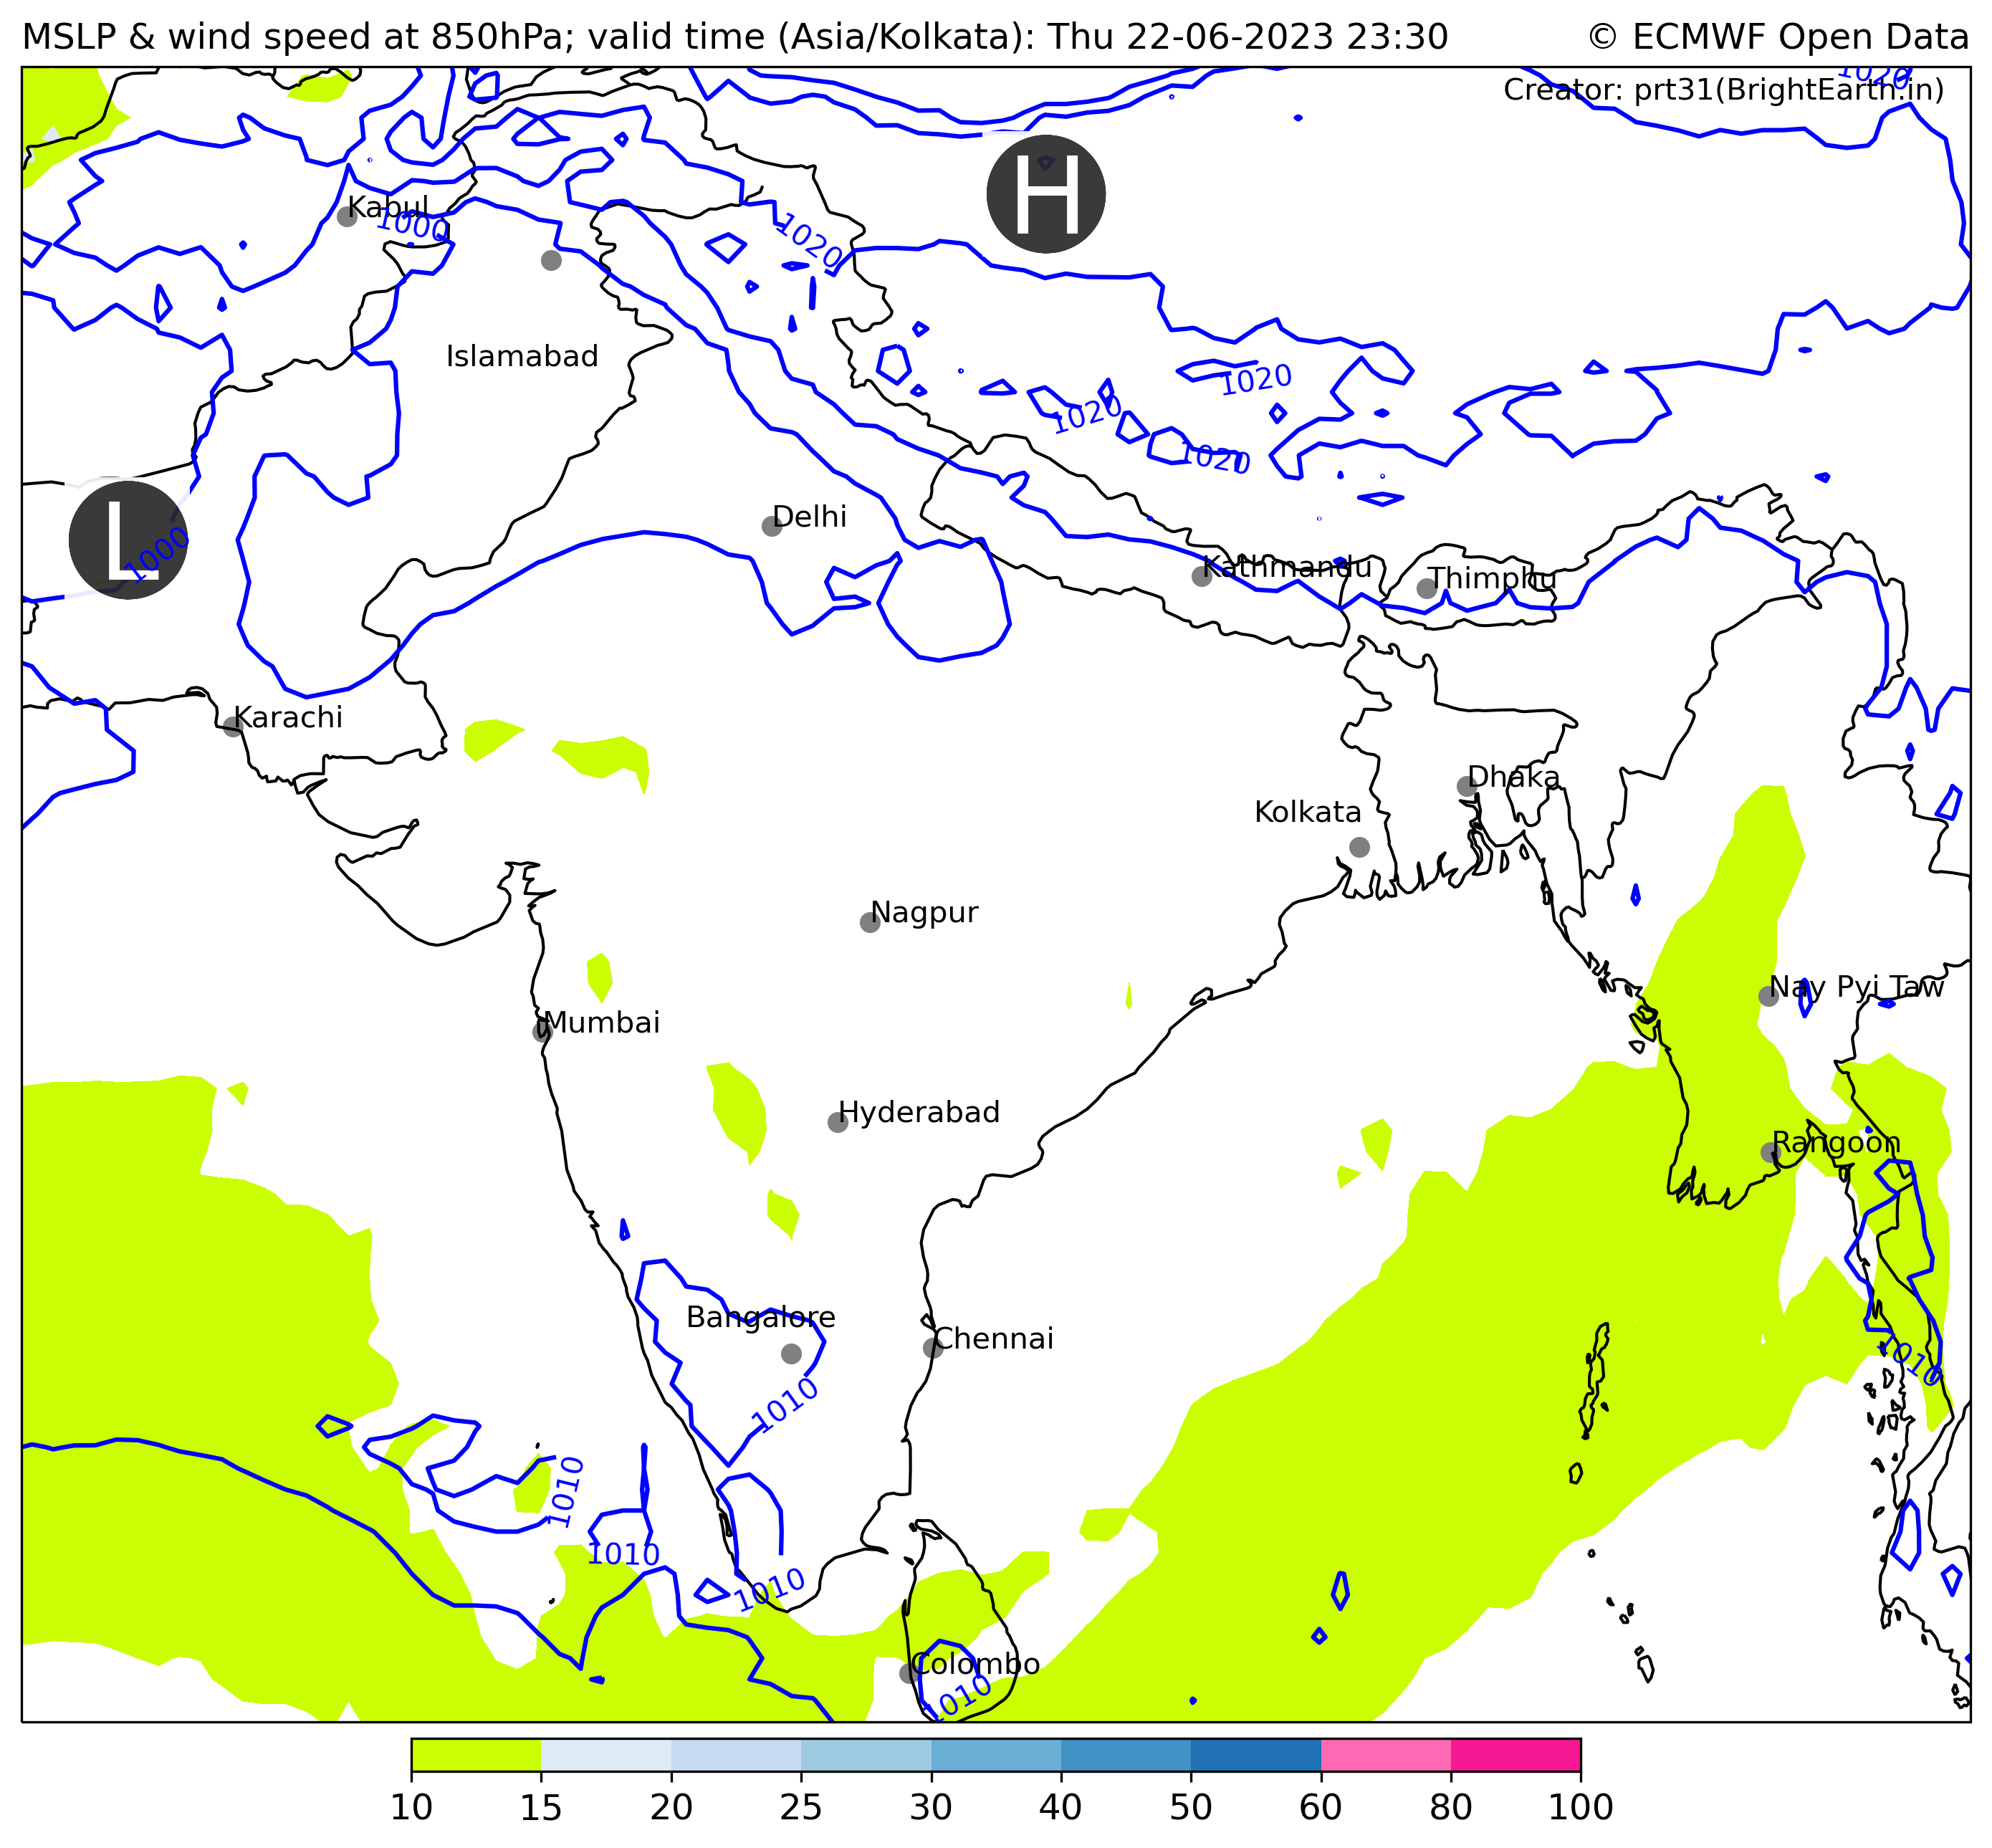 MSLP & wind speed at 850hPa; valid time (Asia/Kolkata): Thu 22-06-2023 23:30
© ECMWF Open Data
1020
Creator: prt31(BrightEarth.in)
H
Kabul
1000
1020
Islamabad
1020
1020
1020
L
1000
Delhi
Kathmandu
Thimphu
Karachi
Dhaka
Kolkata
Nagpur
Nay Pyi Taw
Mumbai
Hyderabad
Rangoon
Bangalore
Chennai
1010
1010
1010
1010
1010
Colombo
1010
10 15 20 25 30 40 50 60 80 100